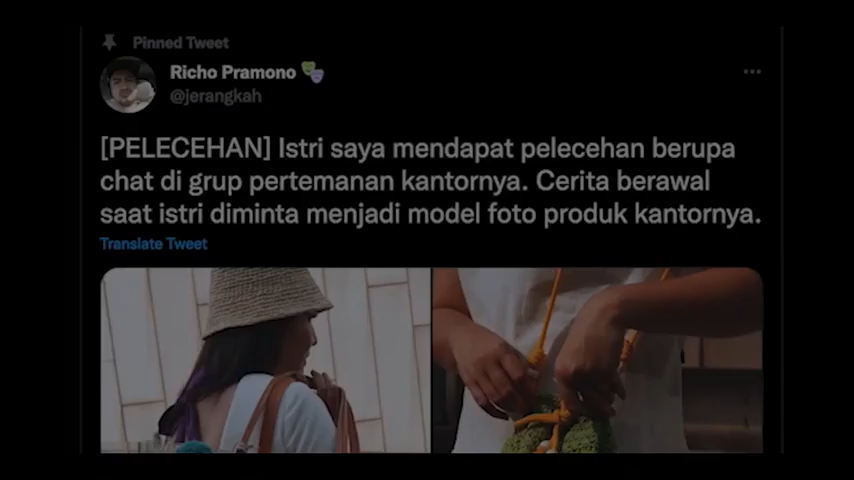 Pinned Tweet
Richo Pramono
@jerangkah
[PELECEHAN] Istri saya mendapat pelecehan berupa
chat di grup pertemanan kantornya. Cerita berawal
saat istri diminta menjadi model foto produk kantornya.
Translate Tweet